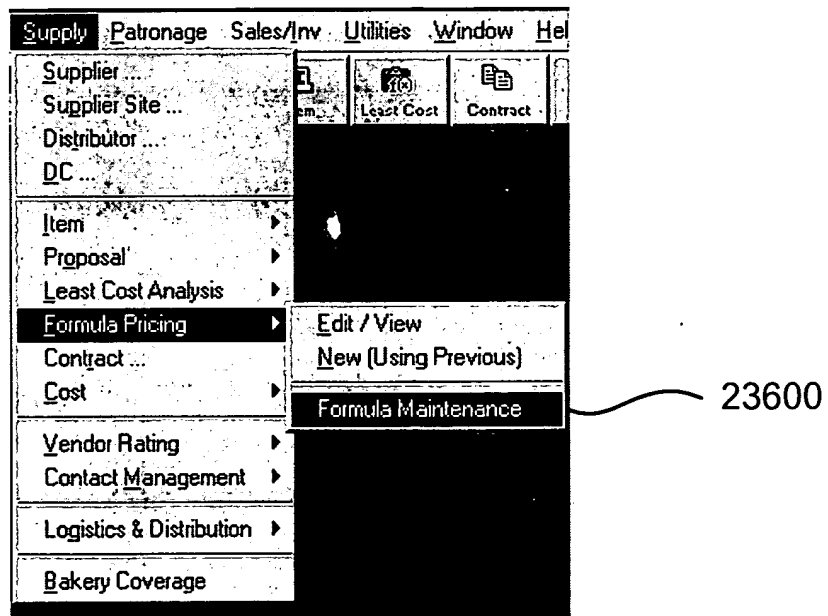 Supply Patronage Sales/Inv Utilities Window Hel
Supplier ...
Supplier Site ...
Distributor ...
DC ...
em
Least Cost
Contract
Item
Proposal
Least Cost Analysis
Formula Pricing
Edit / View
Contract ...
New (Using Previous)
Cost
Formula Maintenance
23600
Vendor Rating
Contact Management
Logistics & Distribution
Bakery Coverage